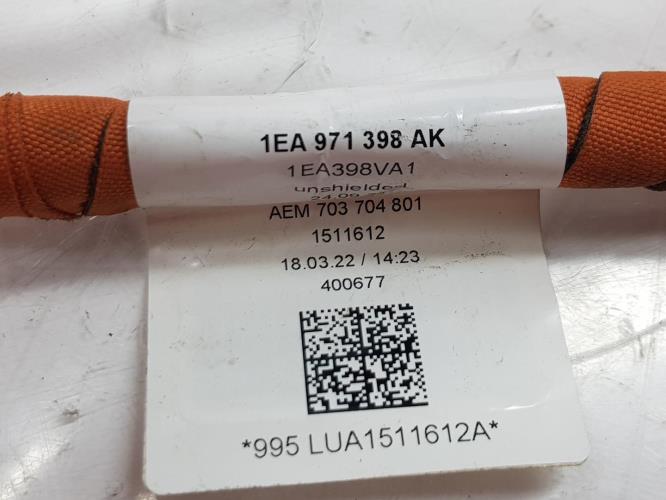 1EA 971 398 AK
1EA398VA1
unshielded
AEM 703 704 801
1511612
18.03.22 / 14:23
400677
*995 LUA1511612A*